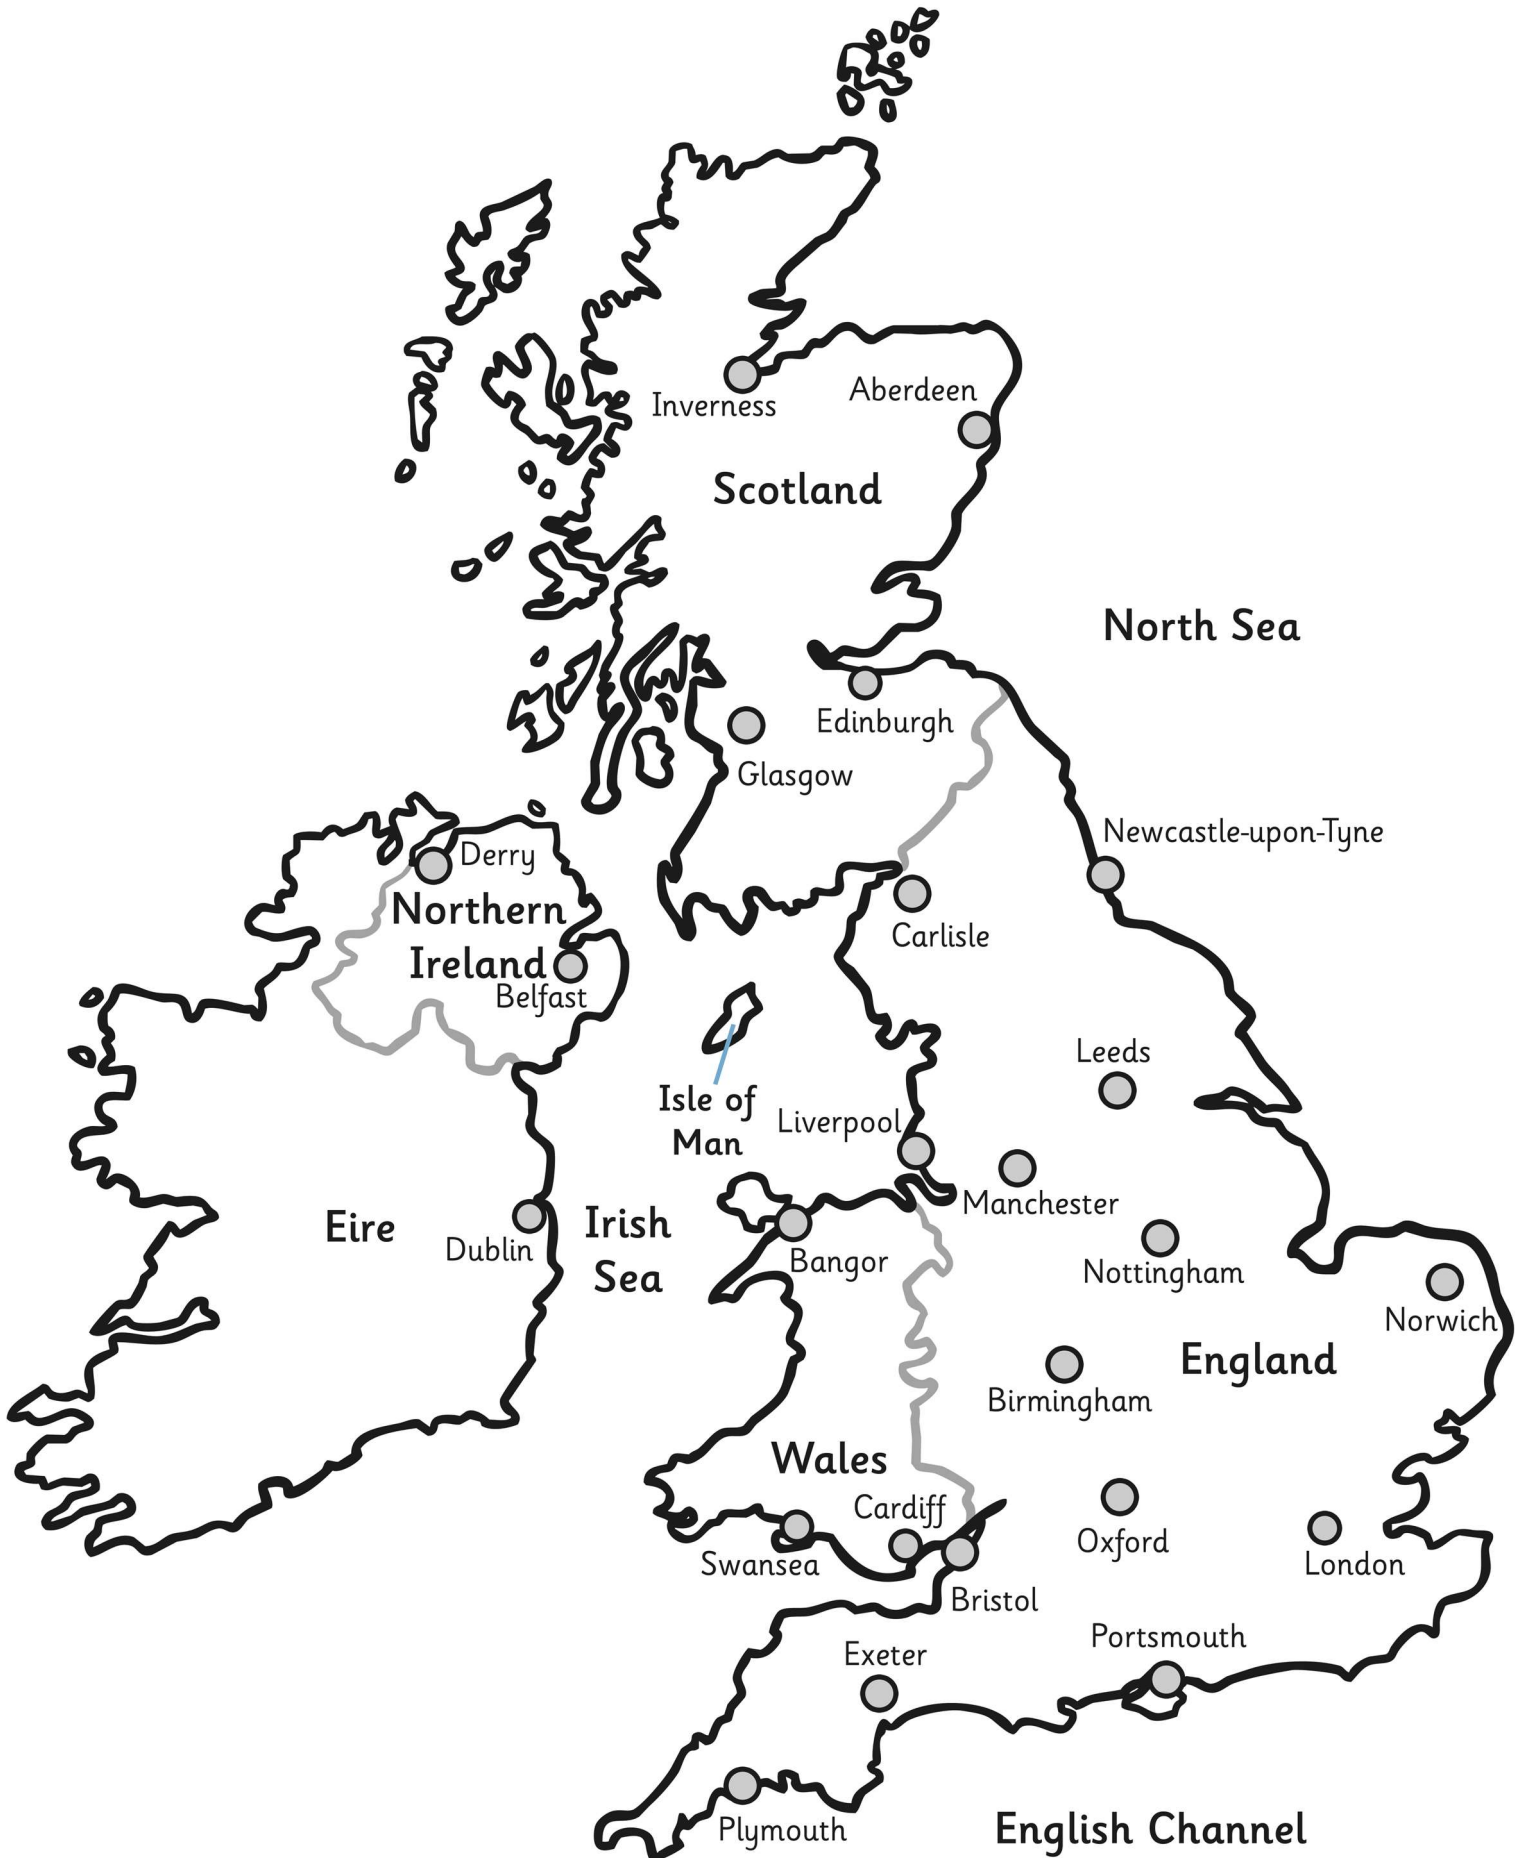 Aberdeen
Inverness
Scotland
North Sea
Edinburgh
Glasgow
Newcastle-upon-Tyne
Derry
Northern
Ireland
Belfast
Carlisle
Leeds
Isle of
Man
Liverpool
Manchester
Eire
Dublin
Irish
Sea
Bangor
Nottingham
Norwich
England
Birmingham
Wales
Cardiff
Swansea
Oxford
London
Bristol
Portsmouth
Exeter
Plymouth
English Channel